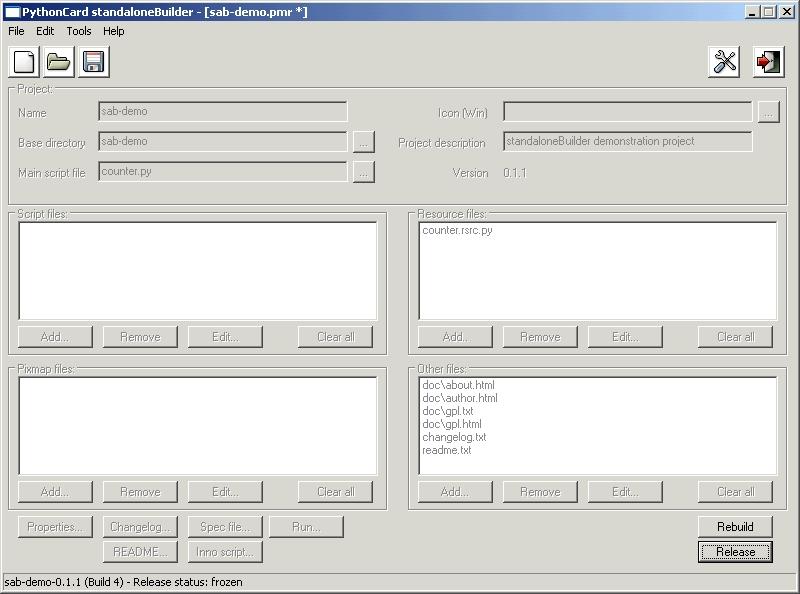 PythonCard standaloneBuilder - [sab-demo.pmr *]
File Edit Tools Help
Project:
Name sab-demo Icon (Win) ...
Base directory sab-demo ... Project description standaloneBuilder demonstration project
Main script file counter.py ... Version 0.1.1
Script files: Resource files:
counter.rsrc.py
Add... Remove Edit... Clear all Add.. Remove Edit... Clear all
Pixmap files: Other files:
doc\about.html
doc\author.html
doc\gpl.txt
doc\gpl.html
changelog.txt
readme.txt
Add... Remove Edit... Clear all Add... Remove Edit... Clear all
Properties... Changelog... Spec file... Run... Rebuild
README... Inno script... Release
sab-demo-0.1.1 (Build 4) - Release status: frozen